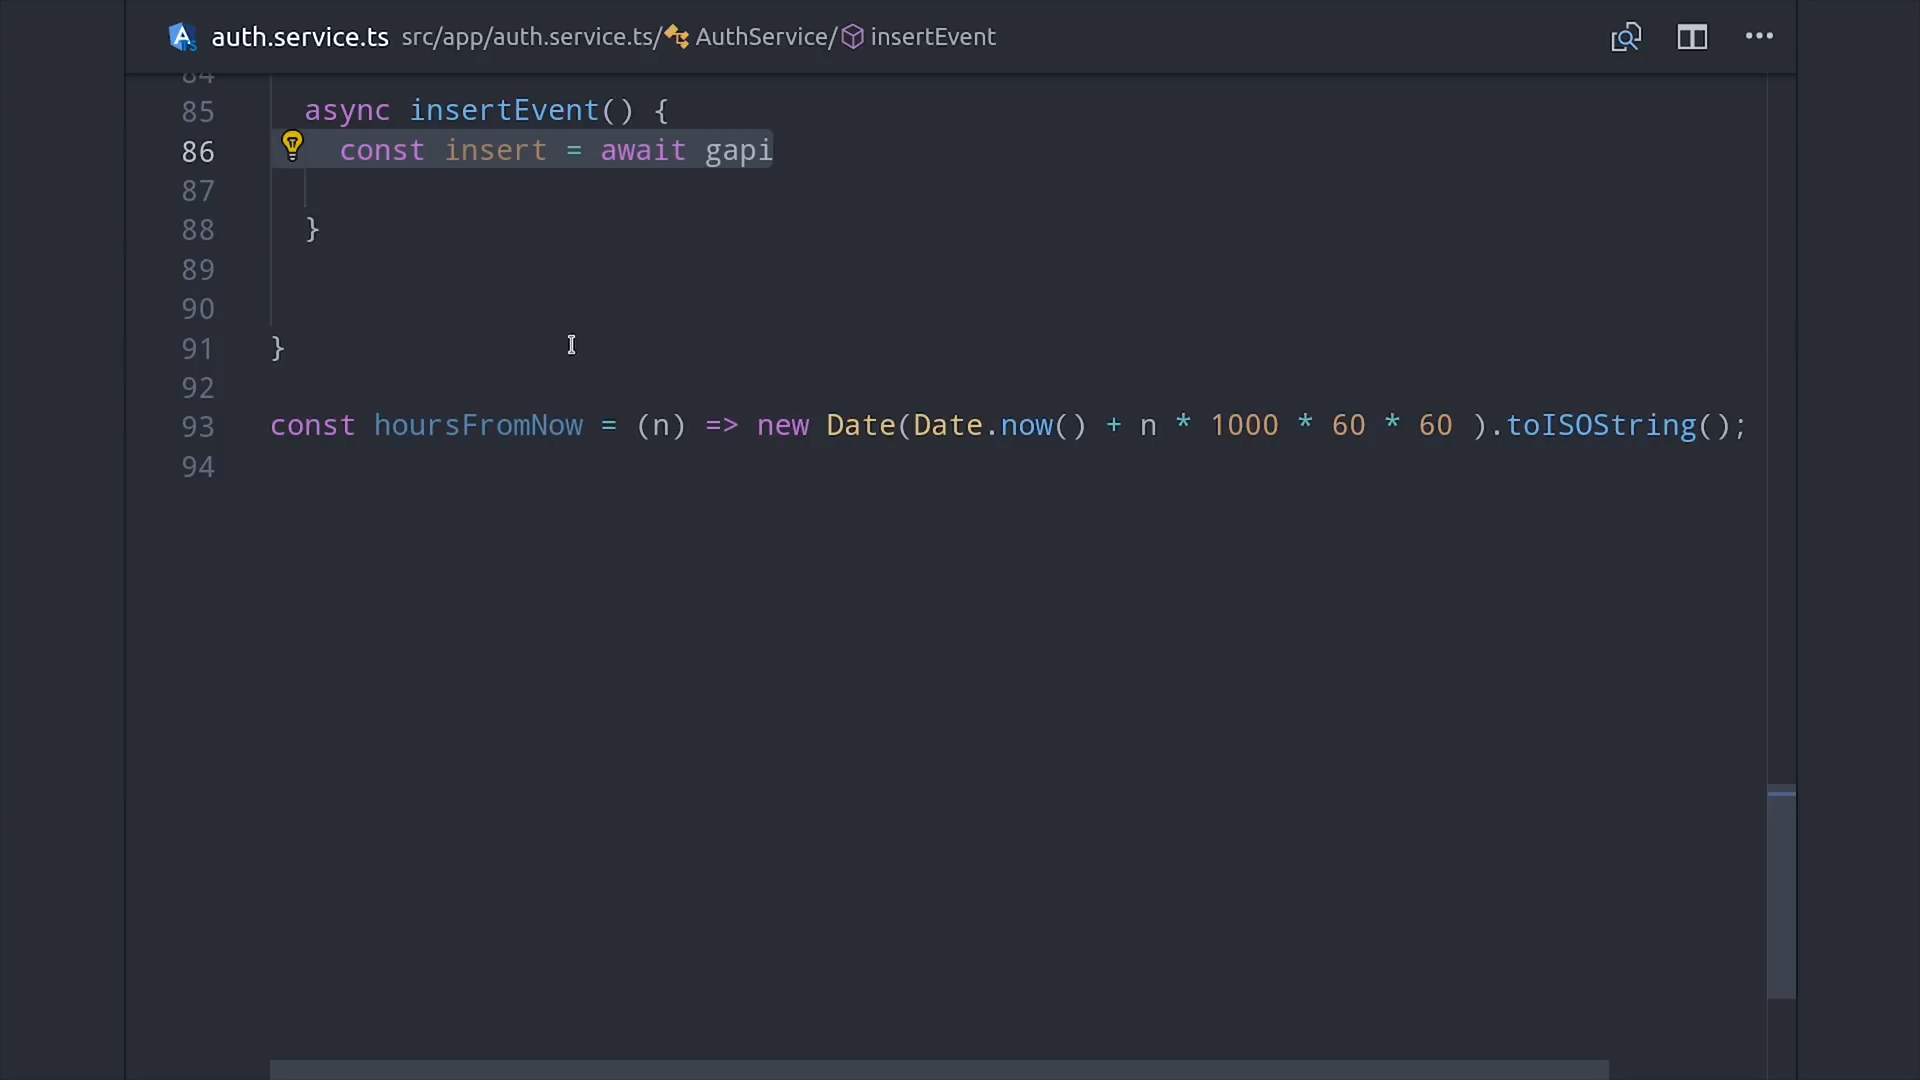 auth.service.ts src/app/auth.service.ts/ AuthService/ insertEvent
84
85 async insertEvent() {
86 const insert = await gapi
87
88 }
89
90
91 }
92
93 const hoursFromNow = (n) => new Date(Date.now() + n * 1000 * 60 * 60 ).toISOString();
94